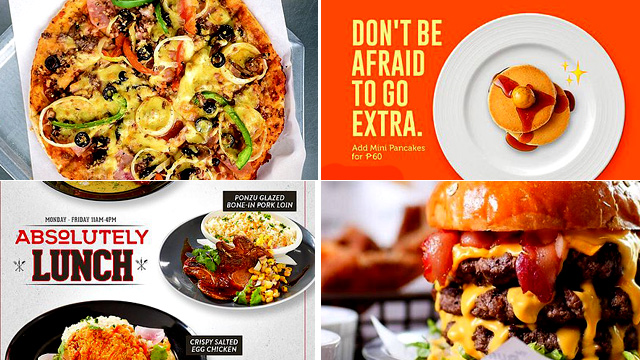 DON'T BE
AFRAID
TO GO
EXTRA.
Add Mini Pancakes
for ₱60
MONDAY - FRIDAY 11AM-4PM
ABSOLUTELY
LUNCH
PONZU GLAZED
BONE-IN PORK LOIN
CRISPY SALTED
EGG CHICKEN